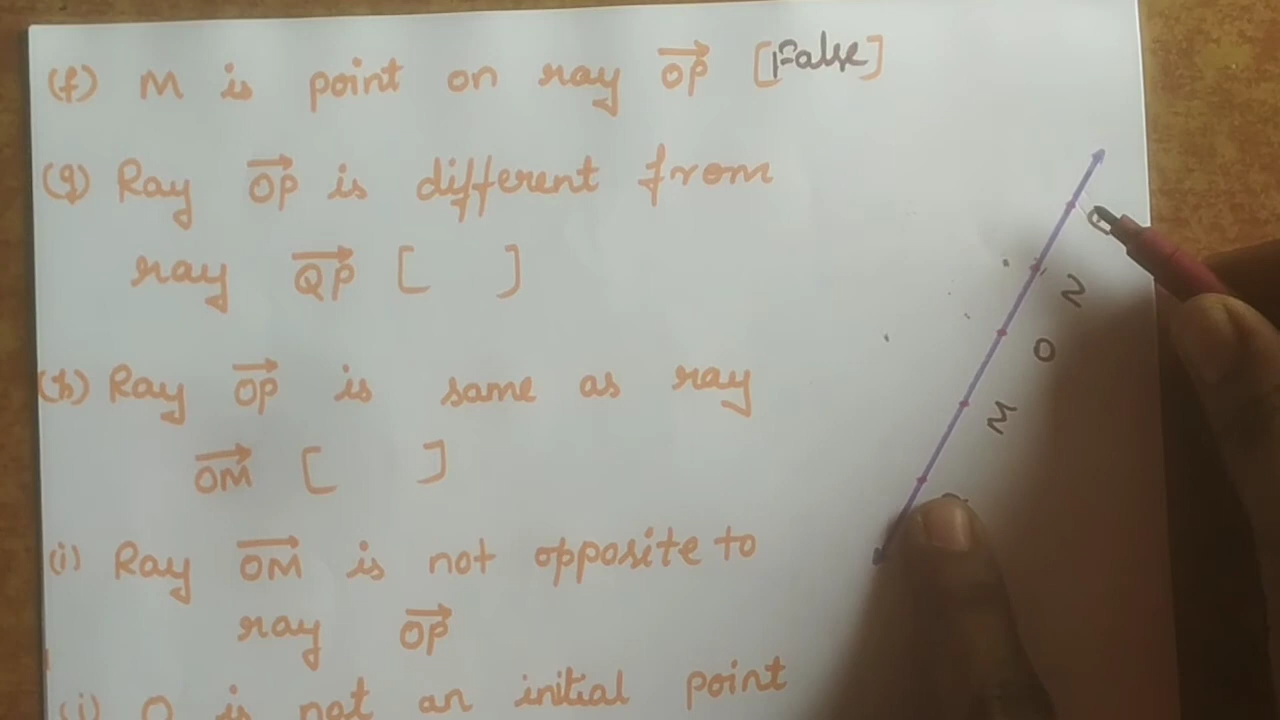 (f) M is point on ray OP [False]
(g) Ray OP is different from
ray QP [ ]
(h) Ray OP is same as ray
OM [ ]
(i) Ray OM is not opposite to
ray OP
(j) O is not an initial point
N
O
M